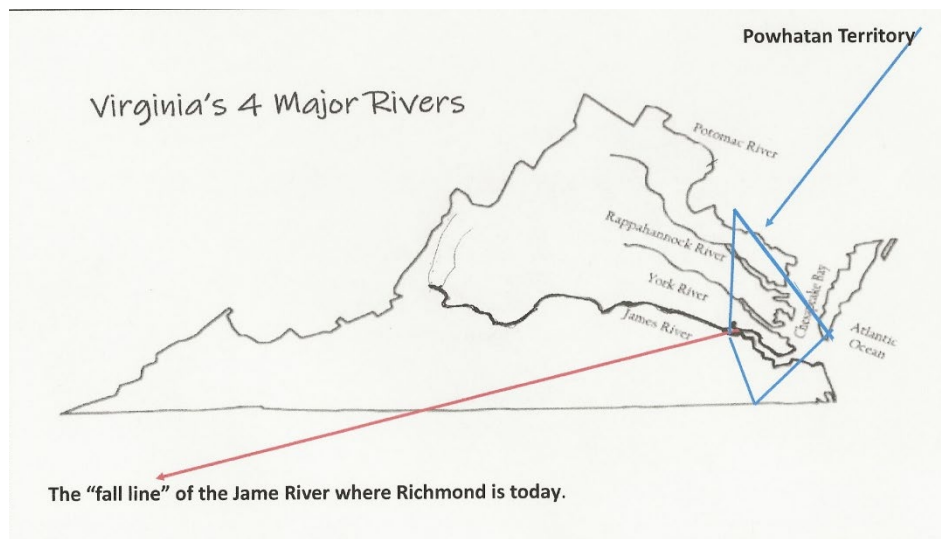 Powhatan Territory
Virginia's 4 Major Rivers
Potomac River
Rappahannock River
York River
James River
Chesapeake Bay
Atlantic
Ocean
The “fall line” of the Jame River where Richmond is today.